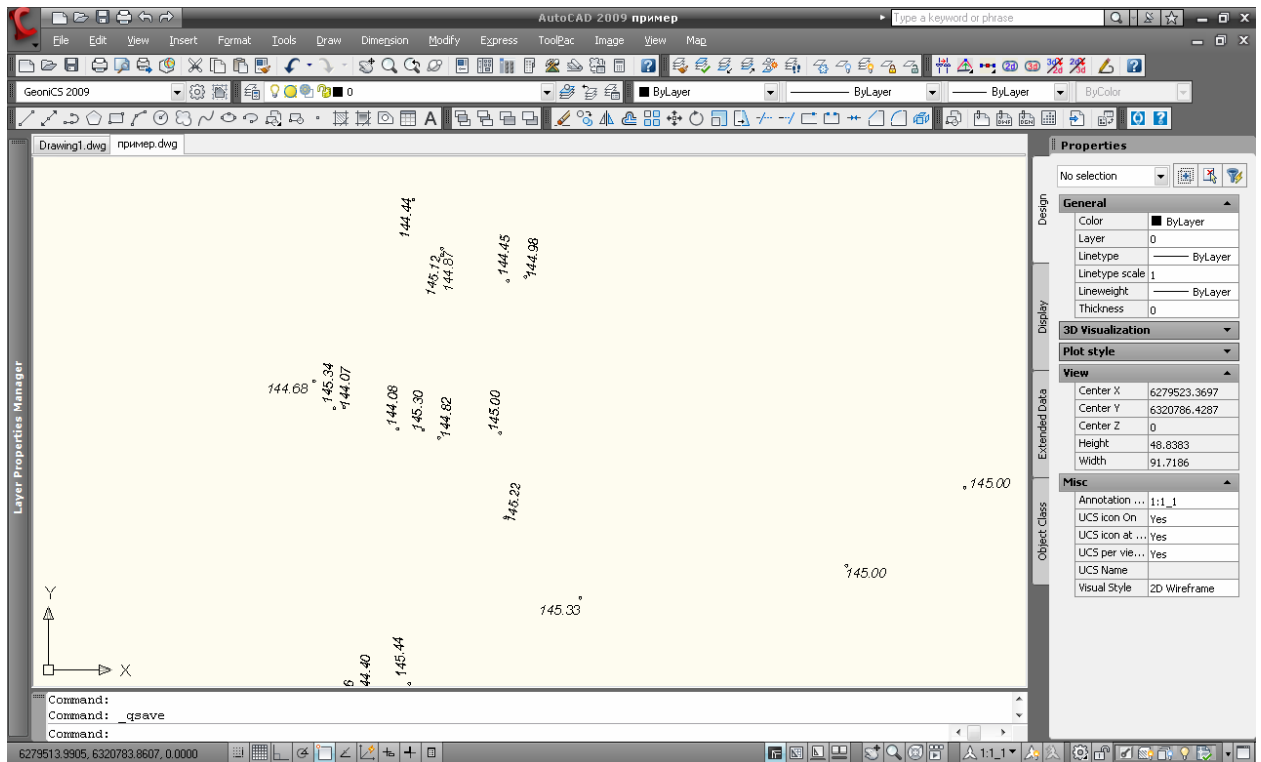 AutoCAD 2009 пример
Type a keyword or phrase
File Edit View Insert Format Tools Draw Dimension Modify Express ToolPac Image View Map
GeoniCS 2009 0 ByLayer ByLayer ByLayer ByColor
Drawing1.dwg пример.dwg
Layer Properties Manager
144.44
145.12
144.87
144.45
144.98
144.68
145.34
144.07
144.08
145.30
144.82
145.00
145.22
145.00
145.00
145.33
145.44
44.40
6
Y
X
Properties
No selection
Design
Display
Extended Data
Object Class
General
Color ByLayer
Layer 0
Linetype ByLayer
Linetype scale 1
Lineweight ByLayer
Thickness 0
3D Visualization
Plot style
View
Center X 6279523.3697
Center Y 6320786.4287
Center Z 0
Height 48.8383
Width 91.7186
Misc
Annotation ... 1:1_1
UCS icon On Yes
UCS icon at ... Yes
UCS per vie... Yes
UCS Name
Visual Style 2D Wireframe
Command:
Command: _qsave
Command:
6279513.9905, 6320783.8607, 0.0000 1:1_1